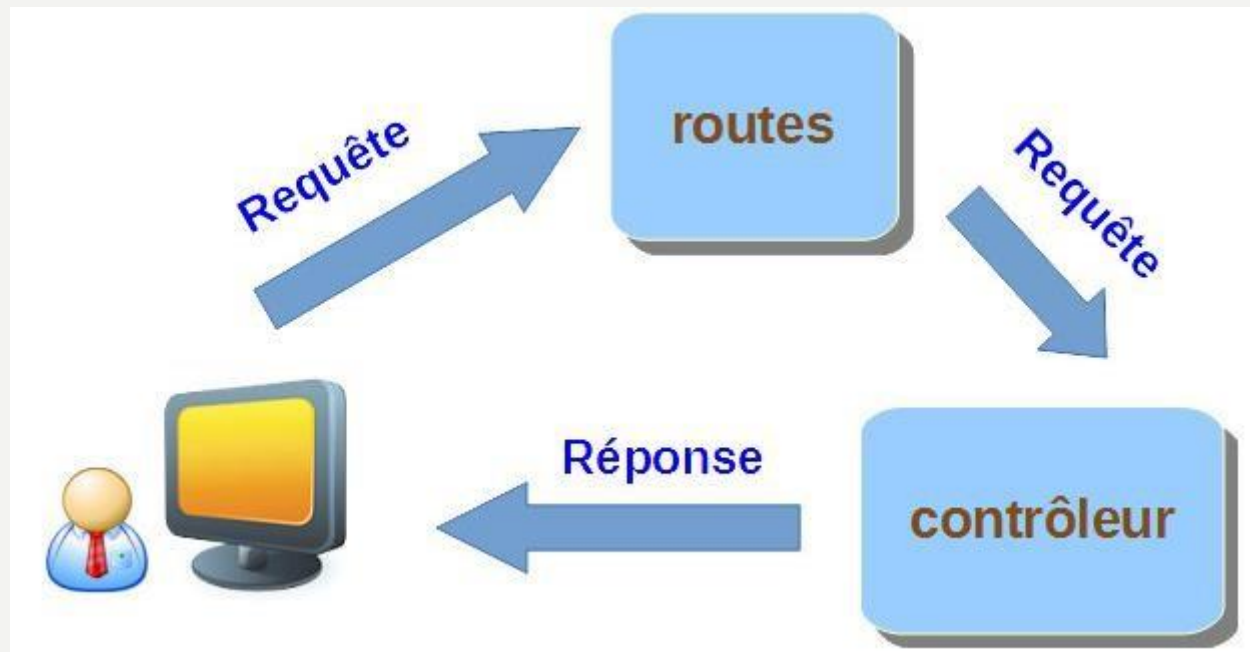 routes
Requête
Requête
Réponse
contrôleur